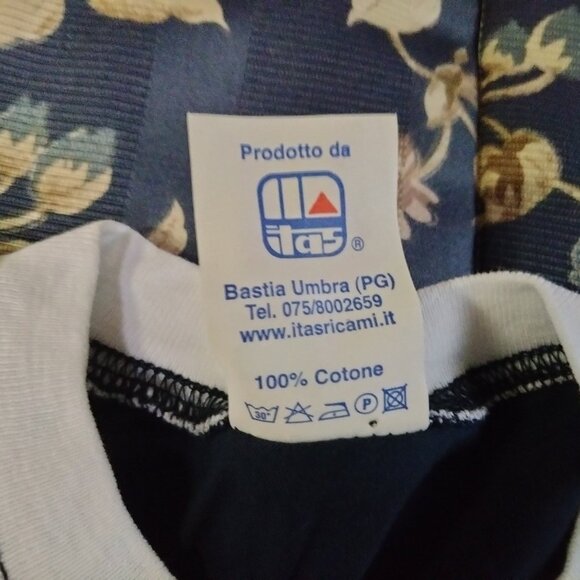 Prodotto da
itas ®
Bastia Umbra (PG)
Tel. 075/8002659
www.itasricami.it
100% Cotone
30° P